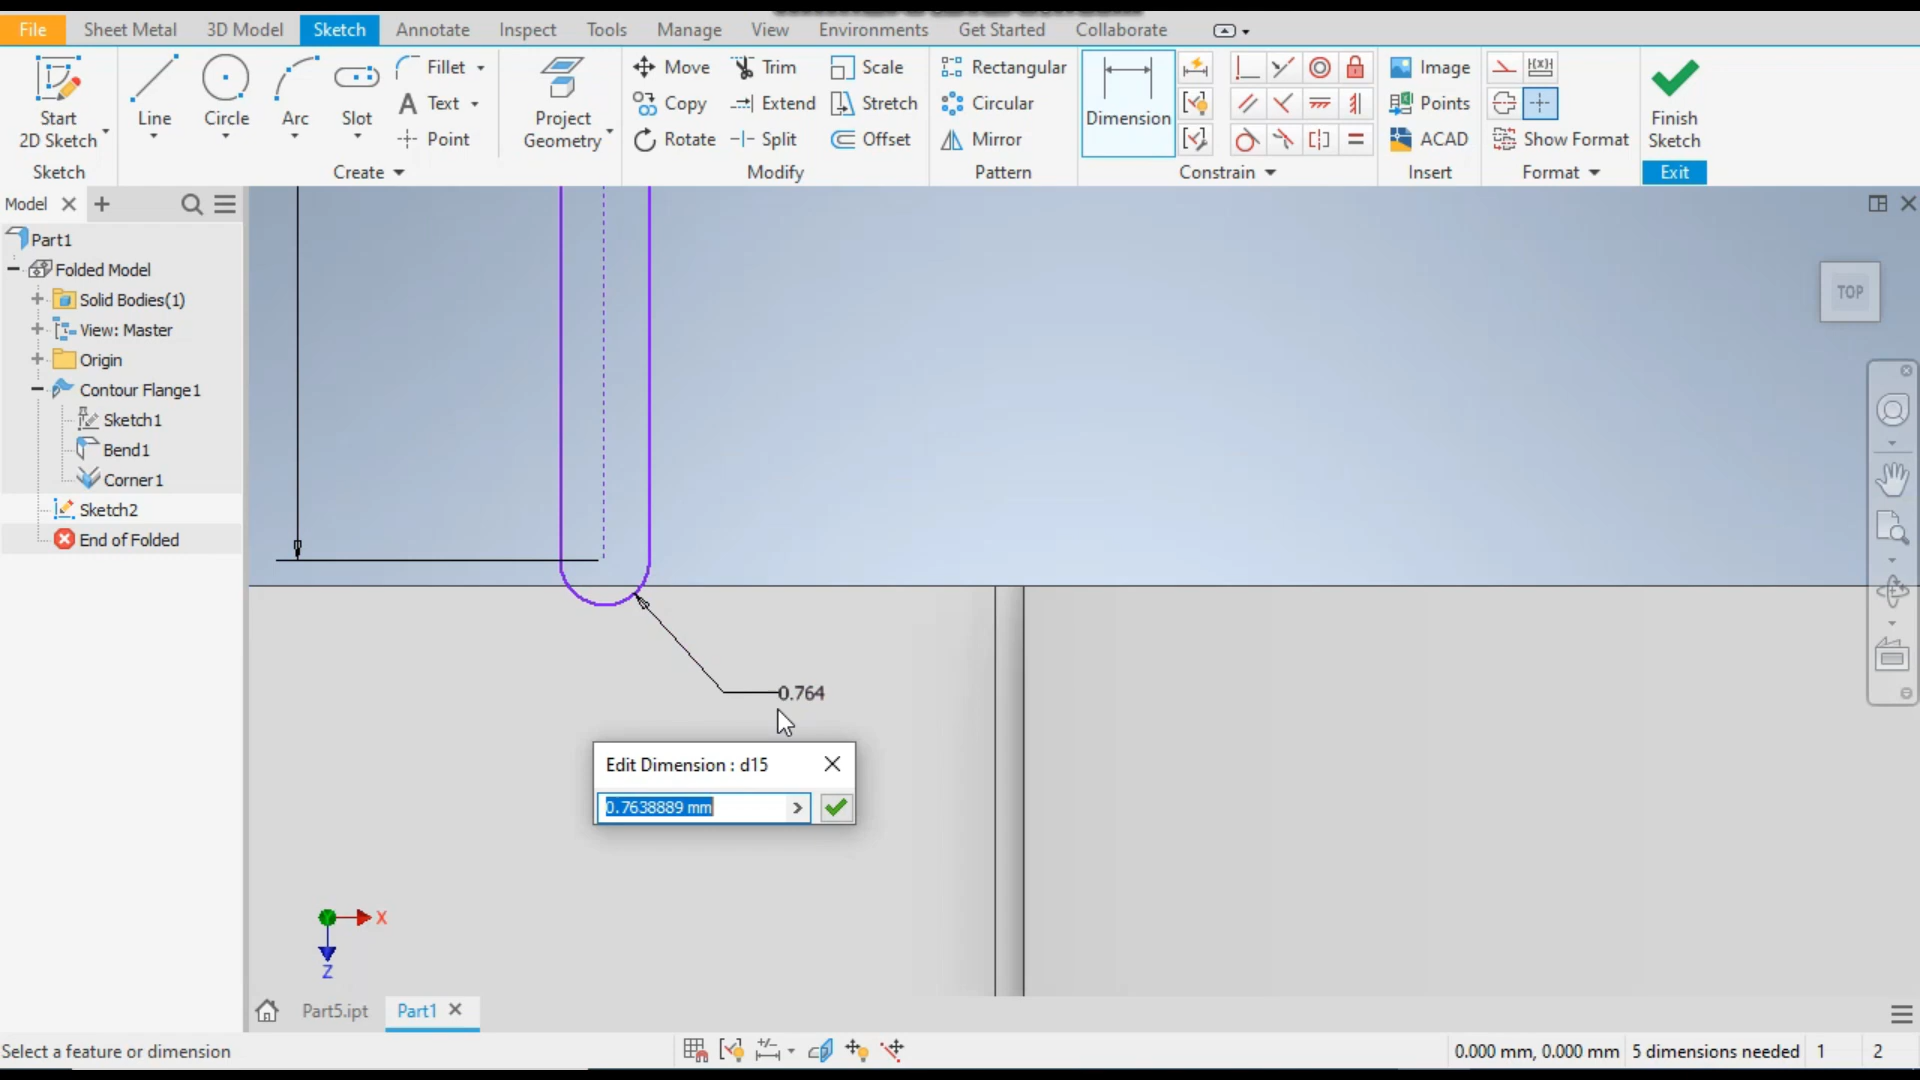 File Sheet Metal 3D Model Sketch Annotate Inspect Tools Manage View Environments Get Started Collaborate
Start
2D Sketch
Line
Circle
Arc
Slot
Fillet
Text
Point
Project
Geometry
Move
Copy
Rotate
Trim
Extend
Split
Scale
Stretch
Offset
Rectangular
Circular
Mirror
Dimension
Image
Points
ACAD
Show Format
Finish
Sketch
Sketch Create Modify Pattern Constrain Insert Format Exit
Model
Part1
Folded Model
Solid Bodies(1)
View: Master
Origin
Contour Flange1
Sketch1
Bend1
Corner1
Sketch2
End of Folded
TOP
0.764
Edit Dimension : d15
0.7638889 mm
X
Z
Part5.ipt Part1
Select a feature or dimension
0.000 mm, 0.000 mm 5 dimensions needed 1 2